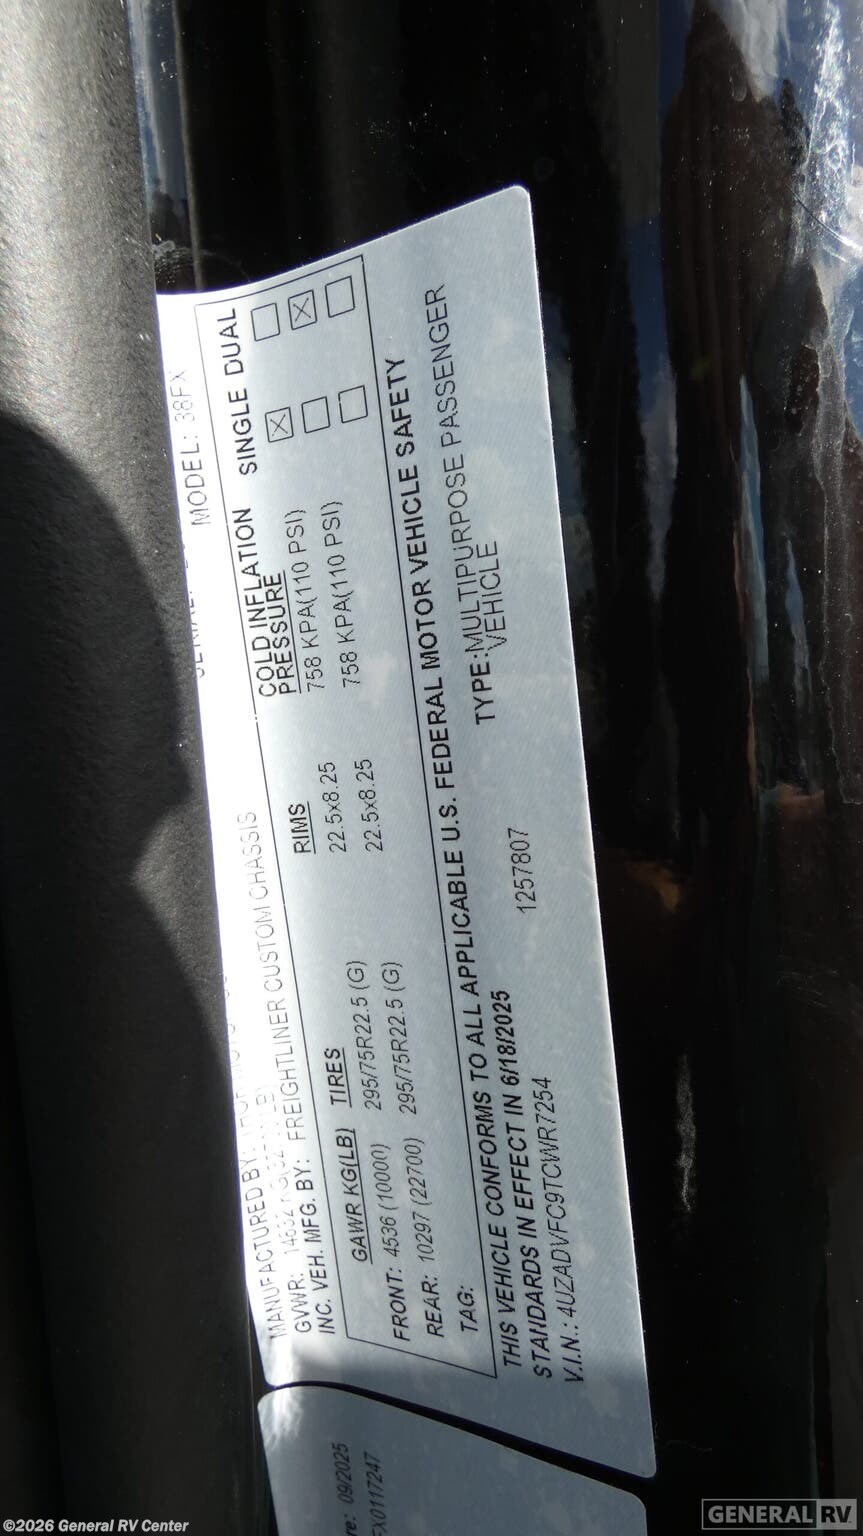 MANUFACTURED BY:
MODEL: 38FX
GVWR:
INC. VEH. MFG. BY: FREIGHTLINER CUSTOM CHASSIS
GAWR KG(LB) TIRES RIMS COLD INFLATION PRESSURE SINGLE DUAL
FRONT: 4536 (10000) 295/75R22.5 (G) 22.5x8.25 758 KPA(110 PSI) ☒ ☐
REAR: 10297 (22700) 295/75R22.5 (G) 22.5x8.25 758 KPA(110 PSI) ☐ ☒
TAG: ☐ ☐
THIS VEHICLE CONFORMS TO ALL APPLICABLE U.S. FEDERAL MOTOR VEHICLE SAFETY
STANDARDS IN EFFECT IN 6/18/2025 1257807 TYPE:MULTIPURPOSE PASSENGER
VEHICLE
V.I.N.: 4UZADVFC9TCWR7254
09/2025
X0117247
©2026 General RV Center
GENERAL RV